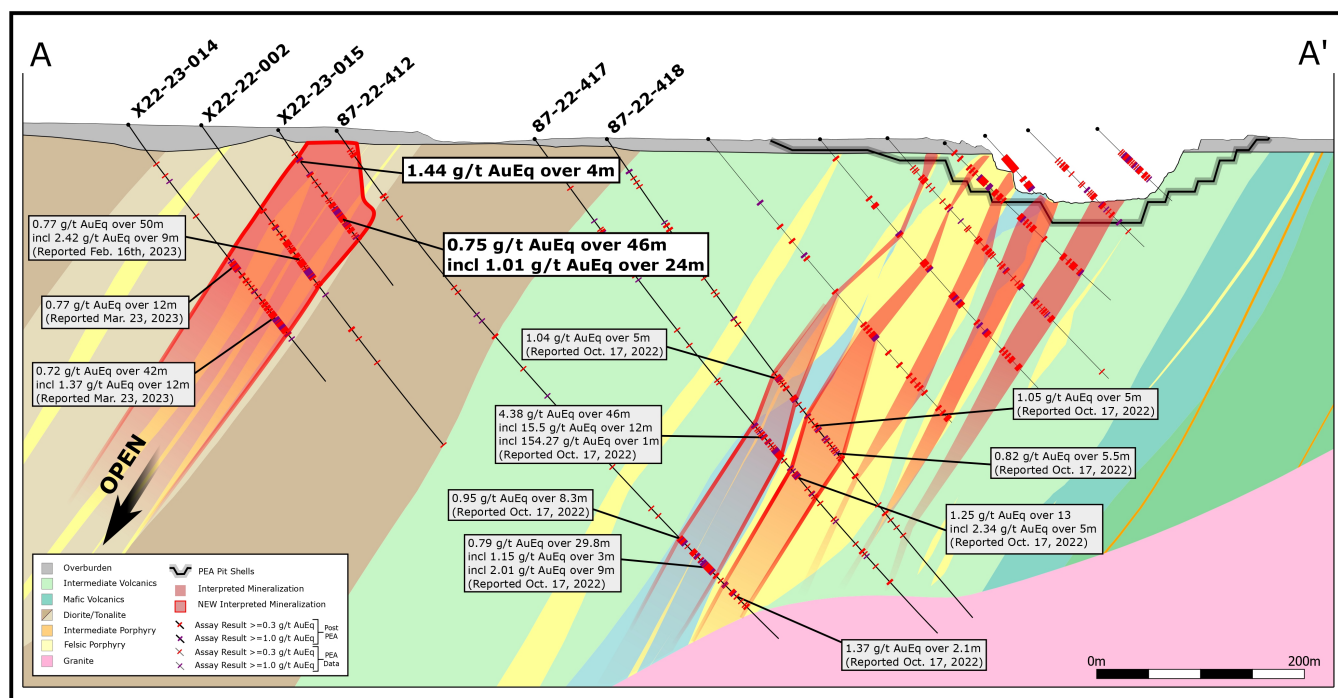 A
A'
X22-23-014
X22-22-002
X22-23-015
87-22-412
87-22-417
87-22-418
1.44 g/t AuEq over 4m
0.75 g/t AuEq over 46m
incl 1.01 g/t AuEq over 24m
0.77 g/t AuEq over 50m
incl 2.42 g/t AuEq over 9m
(Reported Feb. 16th, 2023)
0.77 g/t AuEq over 12m
(Reported Mar. 23, 2023)
0.72 g/t AuEq over 42m
incl 1.37 g/t AuEq over 12m
(Reported Mar. 23, 2023)
1.04 g/t AuEq over 5m
(Reported Oct. 17, 2022)
4.38 g/t AuEq over 46m
incl 15.5 g/t AuEq over 12m
incl 154.27 g/t AuEq over 1m
(Reported Oct. 17, 2022)
1.05 g/t AuEq over 5m
(Reported Oct. 17, 2022)
0.82 g/t AuEq over 5.5m
(Reported Oct. 17, 2022)
0.95 g/t AuEq over 8.3m
(Reported Oct. 17, 2022)
1.25 g/t AuEq over 13
incl 2.34 g/t AuEq over 5m
(Reported Oct. 17, 2022)
0.79 g/t AuEq over 29.8m
incl 1.15 g/t AuEq over 3m
incl 2.01 g/t AuEq over 9m
(Reported Oct. 17, 2022)
1.37 g/t AuEq over 2.1m
(Reported Oct. 17, 2022)
OPEN
Overburden
Intermediate Volcanics
Mafic Volcanics
Diorite/Tonalite
Intermediate Porphyry
Felsic Porphyry
Granite
PEA Pit Shells
Interpreted Mineralization
NEW Interpreted Mineralization
Assay Result >=0.3 g/t AuEq
Assay Result >=1.0 g/t AuEq
Post
PEA
Assay Result >=0.3 g/t AuEq
Assay Result >=1.0 g/t AuEq
PEA
Data
0m
200m